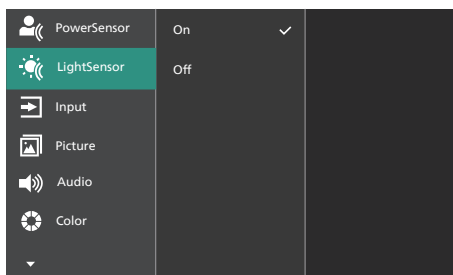 PowerSensor
LightSensor
Input
Picture
Audio
Color
On
Off